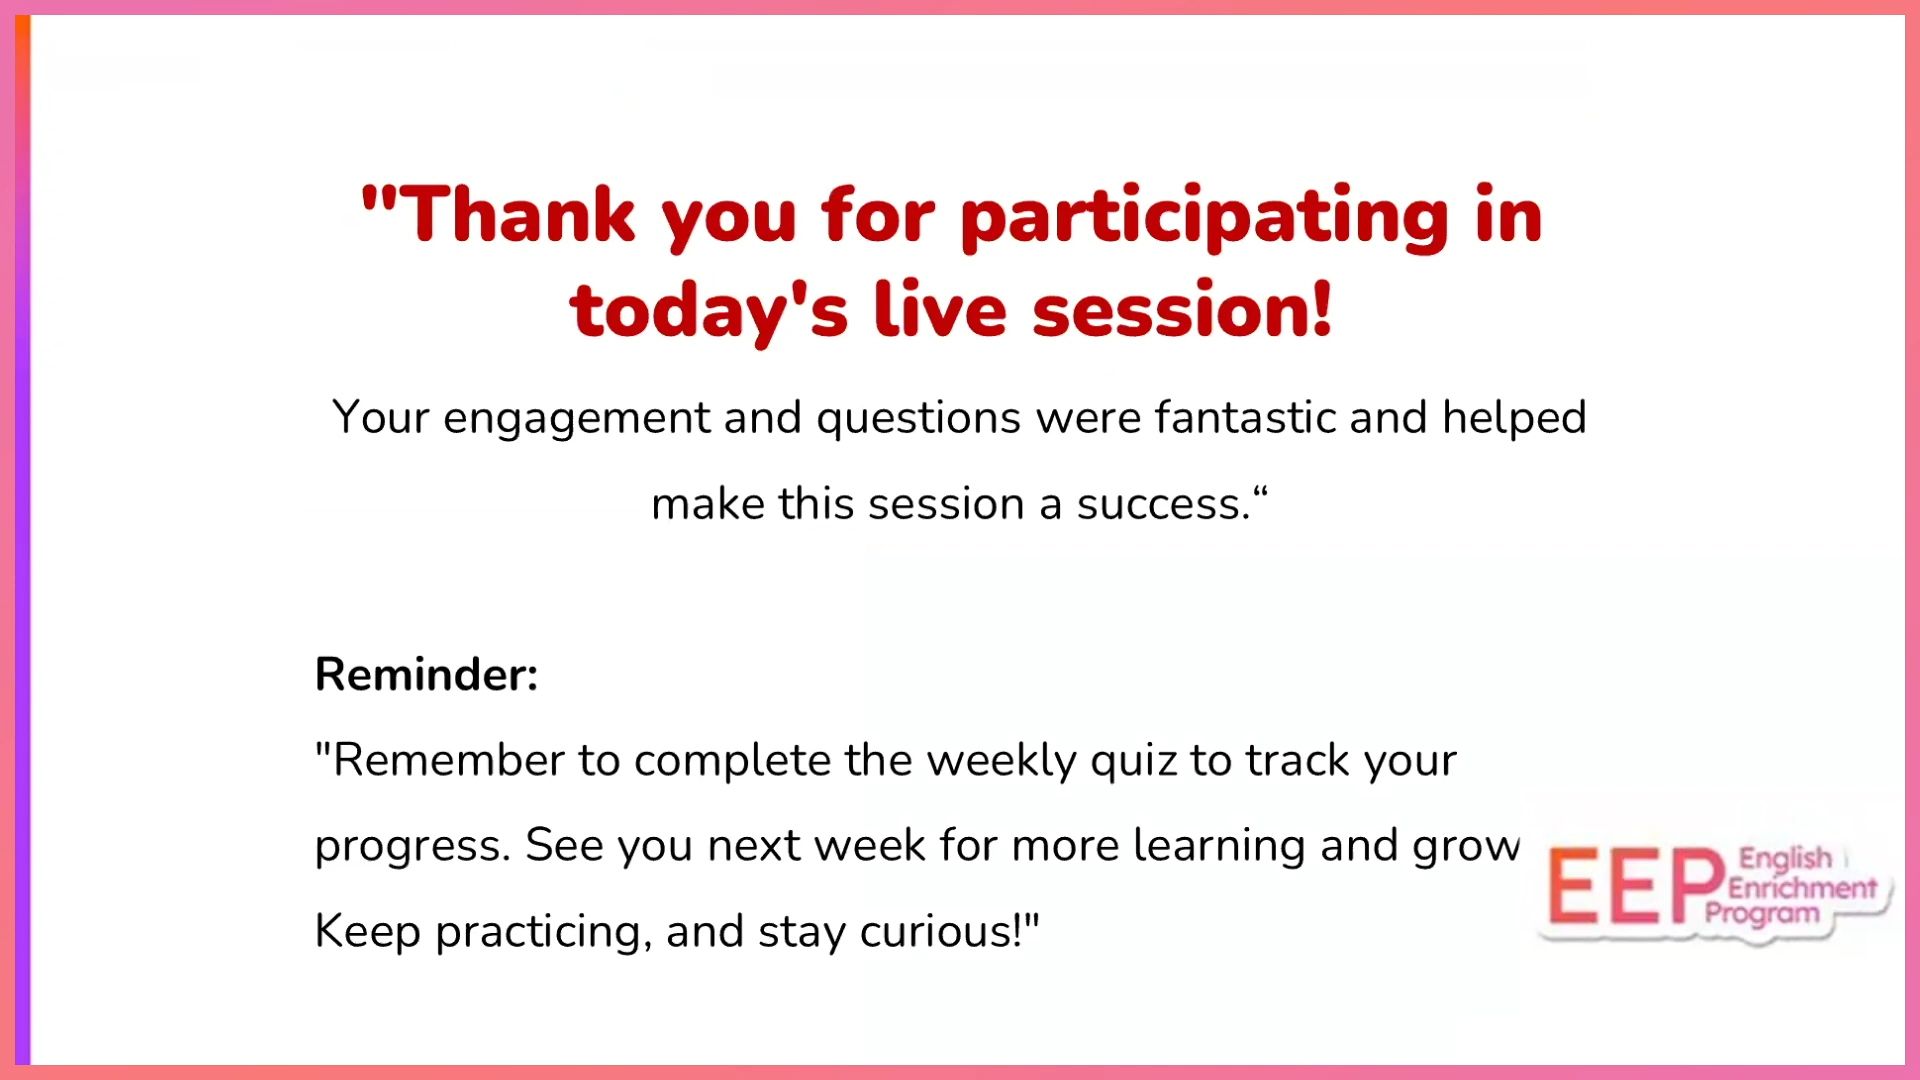 "Thank you for participating in
today's live session!
Your engagement and questions were fantastic and helped
make this session a success.“
Reminder:
"Remember to complete the weekly quiz to track your
progress. See you next week for more learning and grow
Keep practicing, and stay curious!"
EEP English
Enrichment
Program